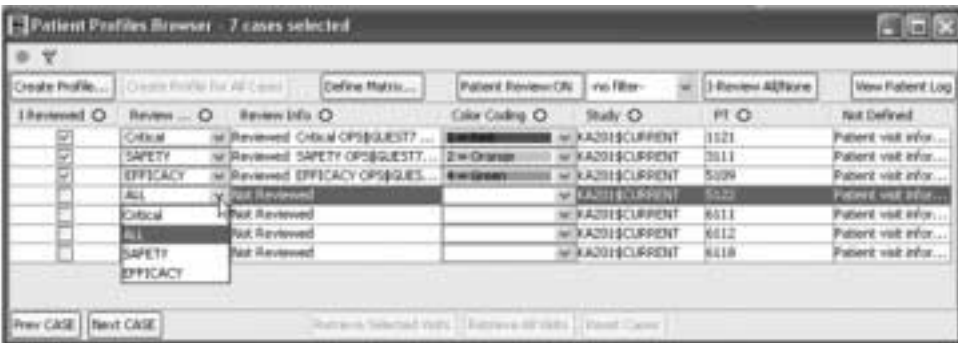 Patient Profiles Browser - 7 cases selected
Create Profile... Create Profile for All Cases Define Matrix... Patient Review ON -no filter- I-Review All/None View Patient Log
I Reviewed Review ... Review Info Color Coding Study PT Not Defined
Critical Reviewed Critical OPS$GUEST7 ... KA201$CURRENT 1121 Patient visit infor...
SAFETY Reviewed SAFETY OPS$GUEST7... 2 = Orange KA201$CURRENT 3111 Patient visit infor...
EFFICACY Reviewed EFFICACY OPS$GUES... 4 = Green KA201$CURRENT 5109 Patient visit infor...
ALL Not Reviewed KA201$CURRENT 5122 Patient visit infor...
Critical Not Reviewed KA201$CURRENT 6111 Patient visit infor...
ALL Not Reviewed KA201$CURRENT 6112 Patient visit infor...
SAFETY Not Reviewed KA201$CURRENT 6118 Patient visit infor...
EFFICACY
Prev CASE Next CASE Retrieve Selected Visits Retrieve All Visits Reset Cases